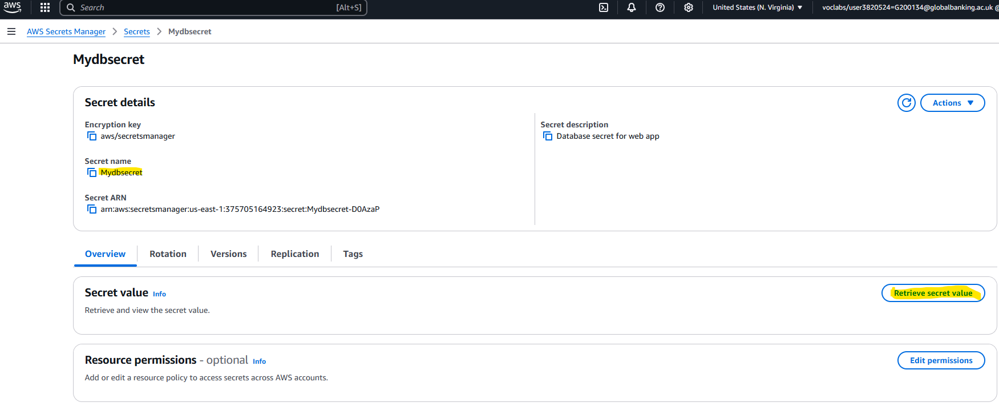 aws Search [Alt+S] United States (N. Virginia) voclabs/user3820524=G200134@globalbanking.ac.uk @
AWS Secrets Manager Secrets Mydbsecret
Mydbsecret
Secret details Actions
Encryption key
aws/secretsmanager
Secret name
Mydbsecret
Secret ARN
arn:aws:secretsmanager:us-east-1:375705164923:secret:Mydbsecret-D0AzaP
Secret description
Database secret for web app
Overview Rotation Versions Replication Tags
Secret value Info Retrieve secret value
Retrieve and view the secret value.
Resource permissions - optional Info Edit permissions
Add or edit a resource policy to access secrets across AWS accounts.